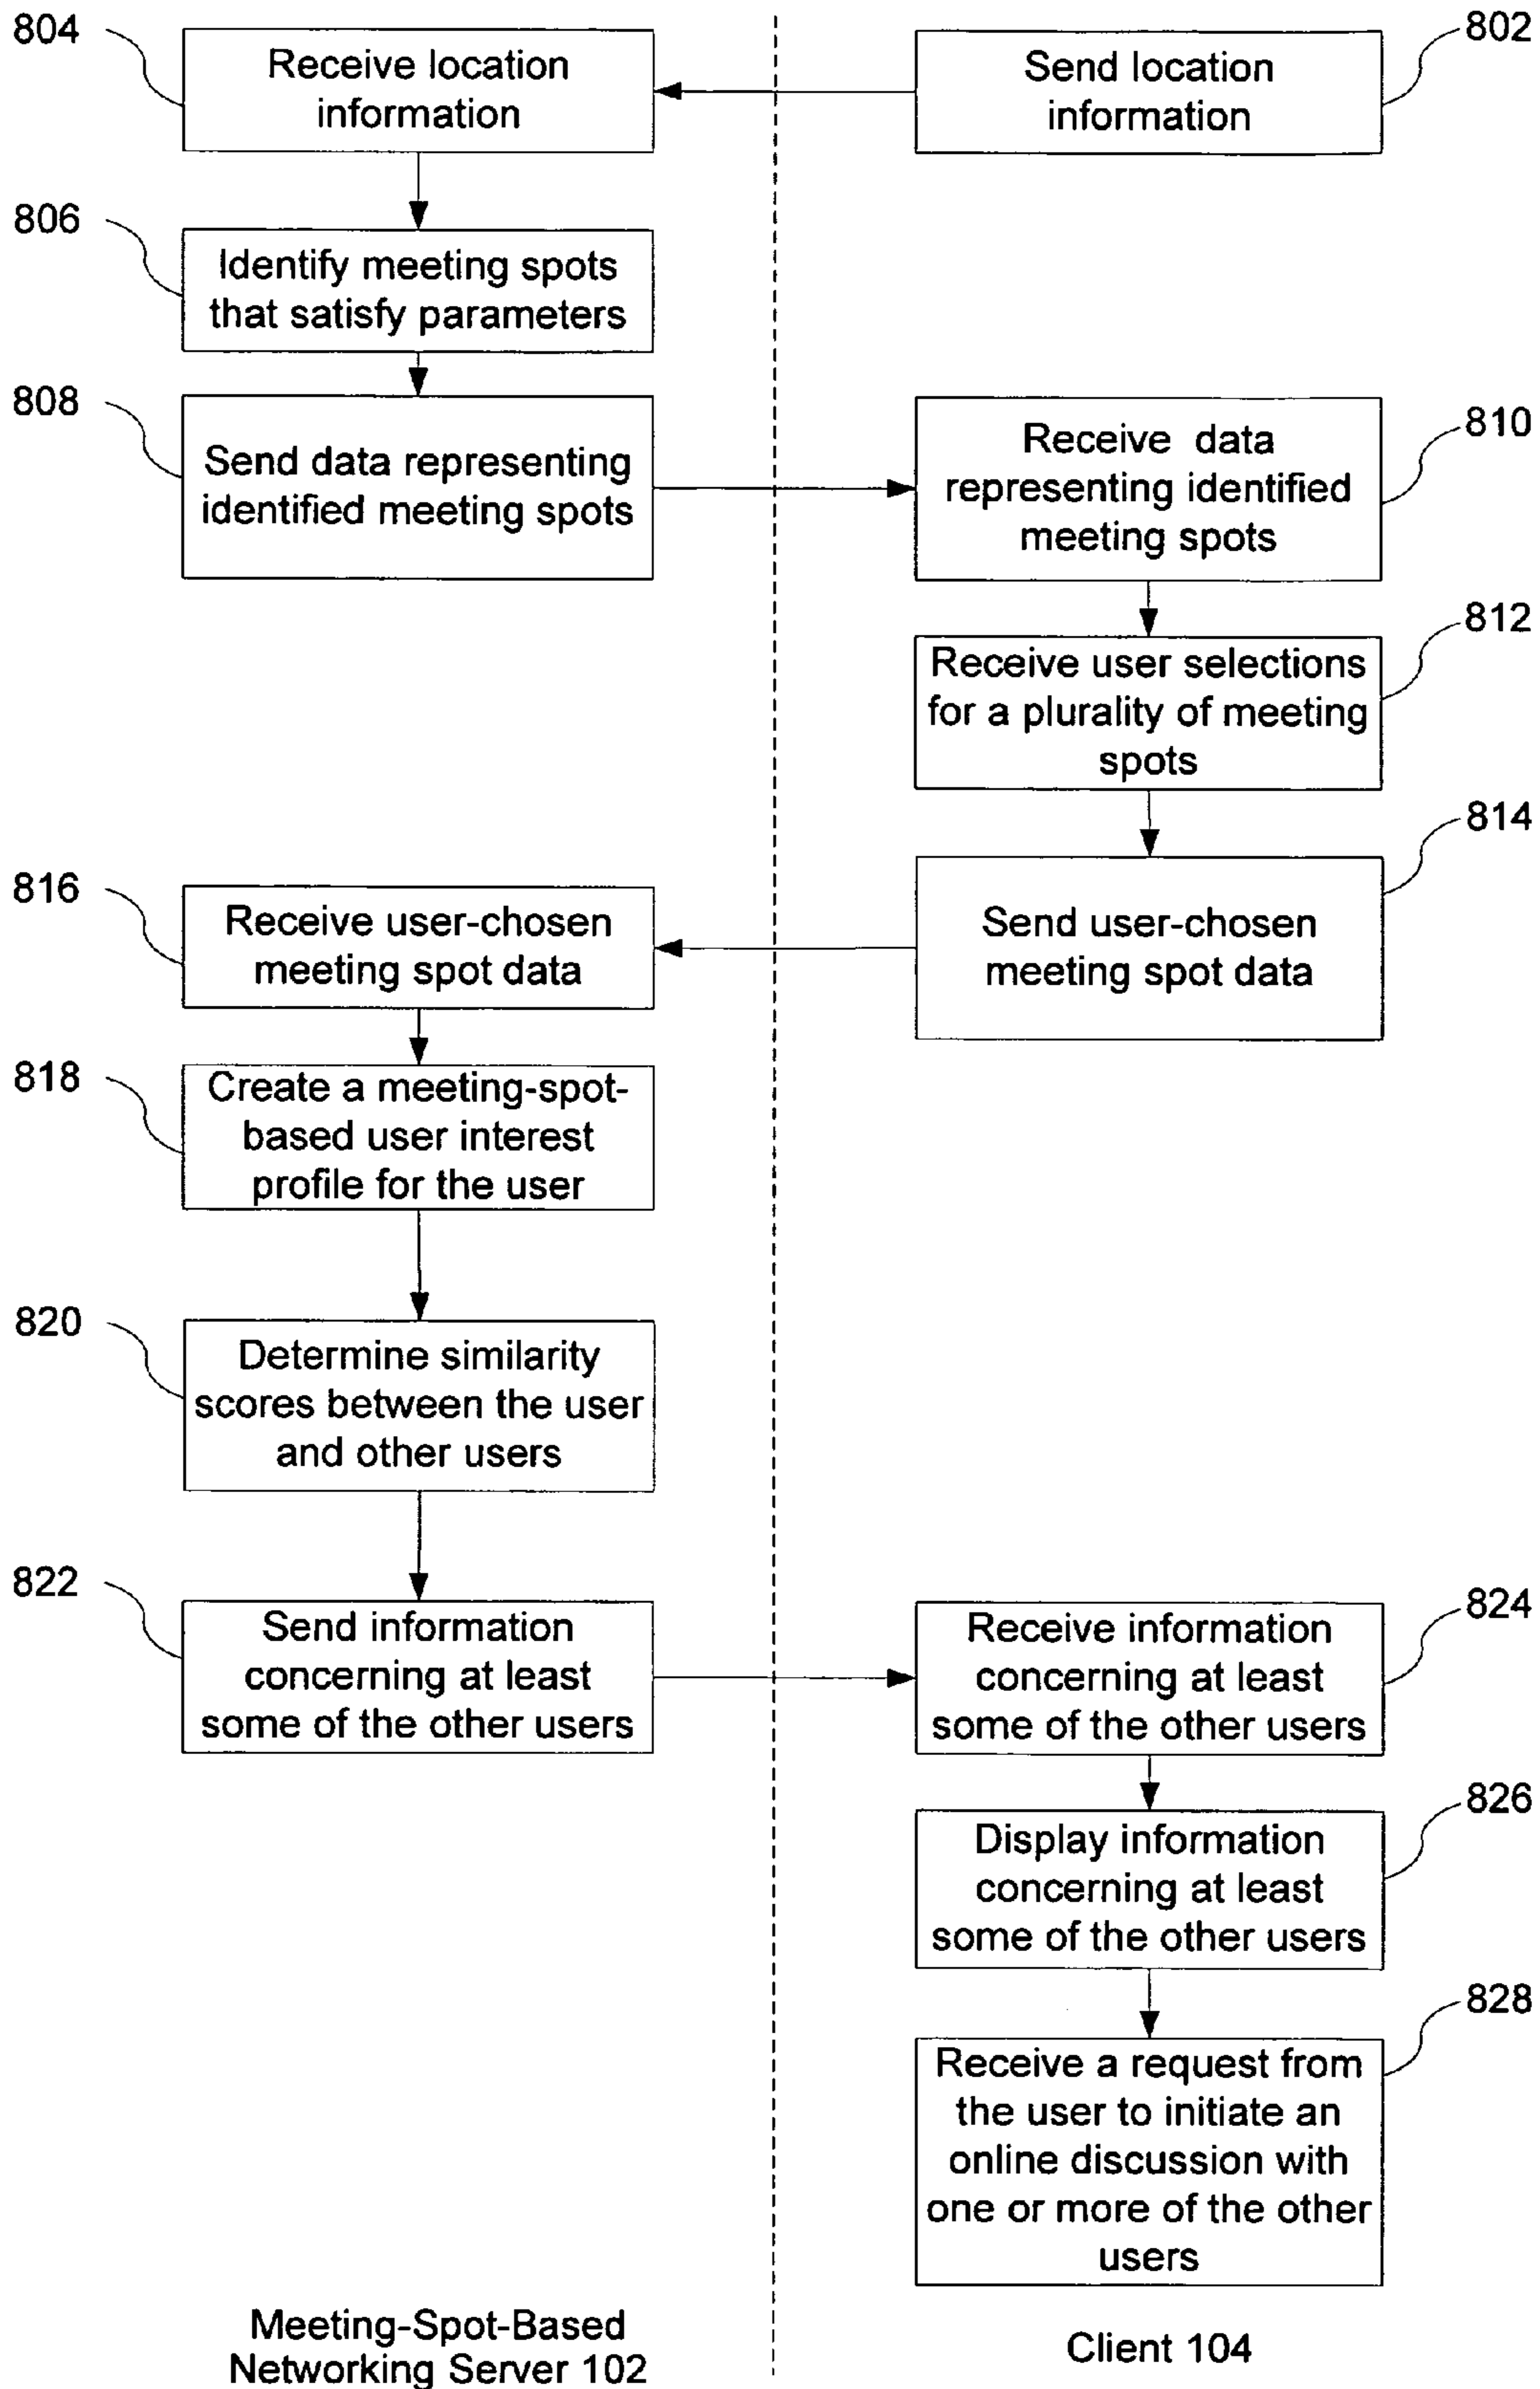 804
Receive location
information
802
Send location
information
806
Identify meeting spots
that satisfy parameters
808
Send data representing
identified meeting spots
810
Receive data
representing identified
meeting spots
812
Receive user selections
for a plurality of meeting
spots
814
Send user-chosen
meeting spot data
816
Receive user-chosen
meeting spot data
818
Create a meeting-spot-
based user interest
profile for the user
820
Determine similarity
scores between the user
and other users
822
Send information
concerning at least
some of the other users
824
Receive information
concerning at least
some of the other users
826
Display information
concerning at least
some of the other users
828
Receive a request from
the user to initiate an
online discussion with
one or more of the other
users
Meeting-Spot-Based
Networking Server 102
Client 104